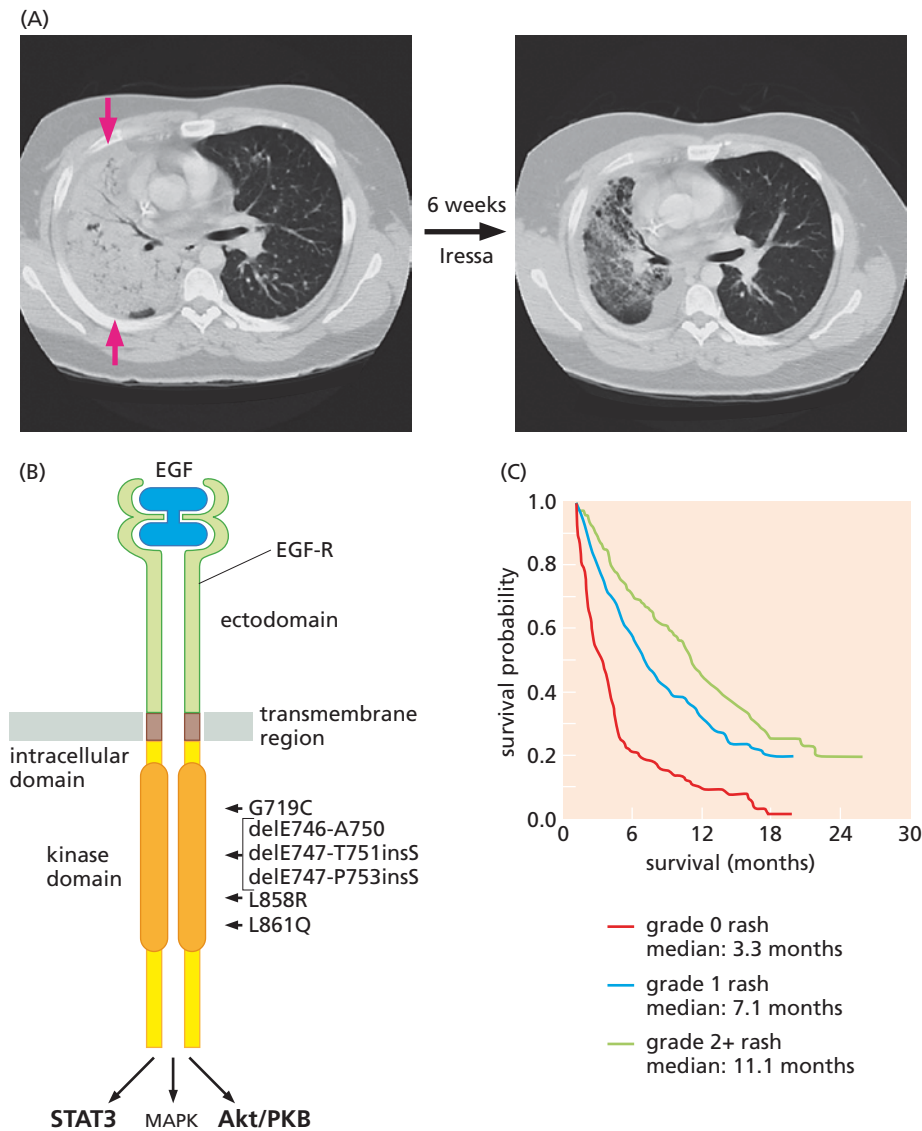 (A)
6 weeks
Iressa
(B)
EGF
EGF-R
ectodomain
transmembrane
region
intracellular
domain
kinase
domain
G719C
delE746-A750
delE747-T751insS
delE747-P753insS
L858R
L861Q
STAT3 MAPK Akt/PKB
(C)
survival probability
1.0
0.8
0.6
0.4
0.2
0.0
0 6 12 18 24 30
survival (months)
grade 0 rash
median: 3.3 months
grade 1 rash
median: 7.1 months
grade 2+ rash
median: 11.1 months